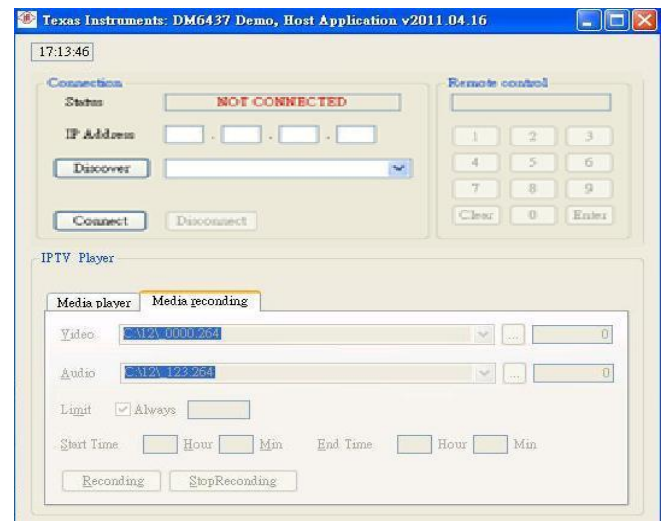 Texas Instruments: DM6437 Demo, Host Application v2011.04.16
17:13:46
Connection
Status NOT CONNECTED
IP Address . . .
Discover
Connect Disconnect
Remote control
1 2 3
4 5 6
7 8 9
Clear 0 Enter
IPTV Player
Media player Media reconding
Video C:\12\_0000.264 ... 0
Audio C:\12\_123.264 ... 0
Limit Always
Start Time Hour Min End Time Hour Min
Reconding StopReconding